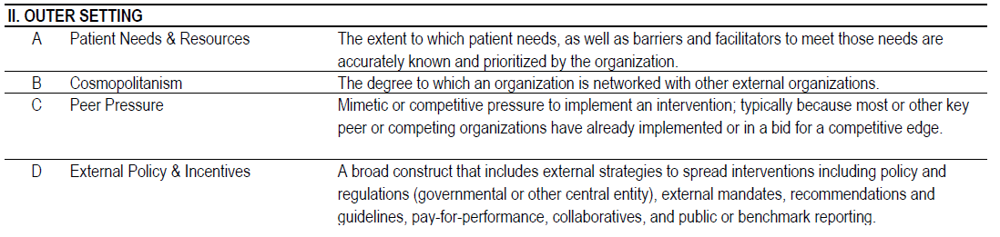 II. OUTER SETTING
A Patient Needs & Resources The extent to which patient needs, as well as barriers and facilitators to meet those needs are
accurately known and prioritized by the organization.
B Cosmopolitanism The degree to which an organization is networked with other external organizations.
C Peer Pressure Mimetic or competitive pressure to implement an intervention; typically because most or other key
peer or competing organizations have already implemented or in a bid for a competitive edge.
D External Policy & Incentives A broad construct that includes external strategies to spread interventions including policy and
regulations (governmental or other central entity), external mandates, recommendations and
guidelines, pay-for-performance, collaboratives, and public or benchmark reporting.